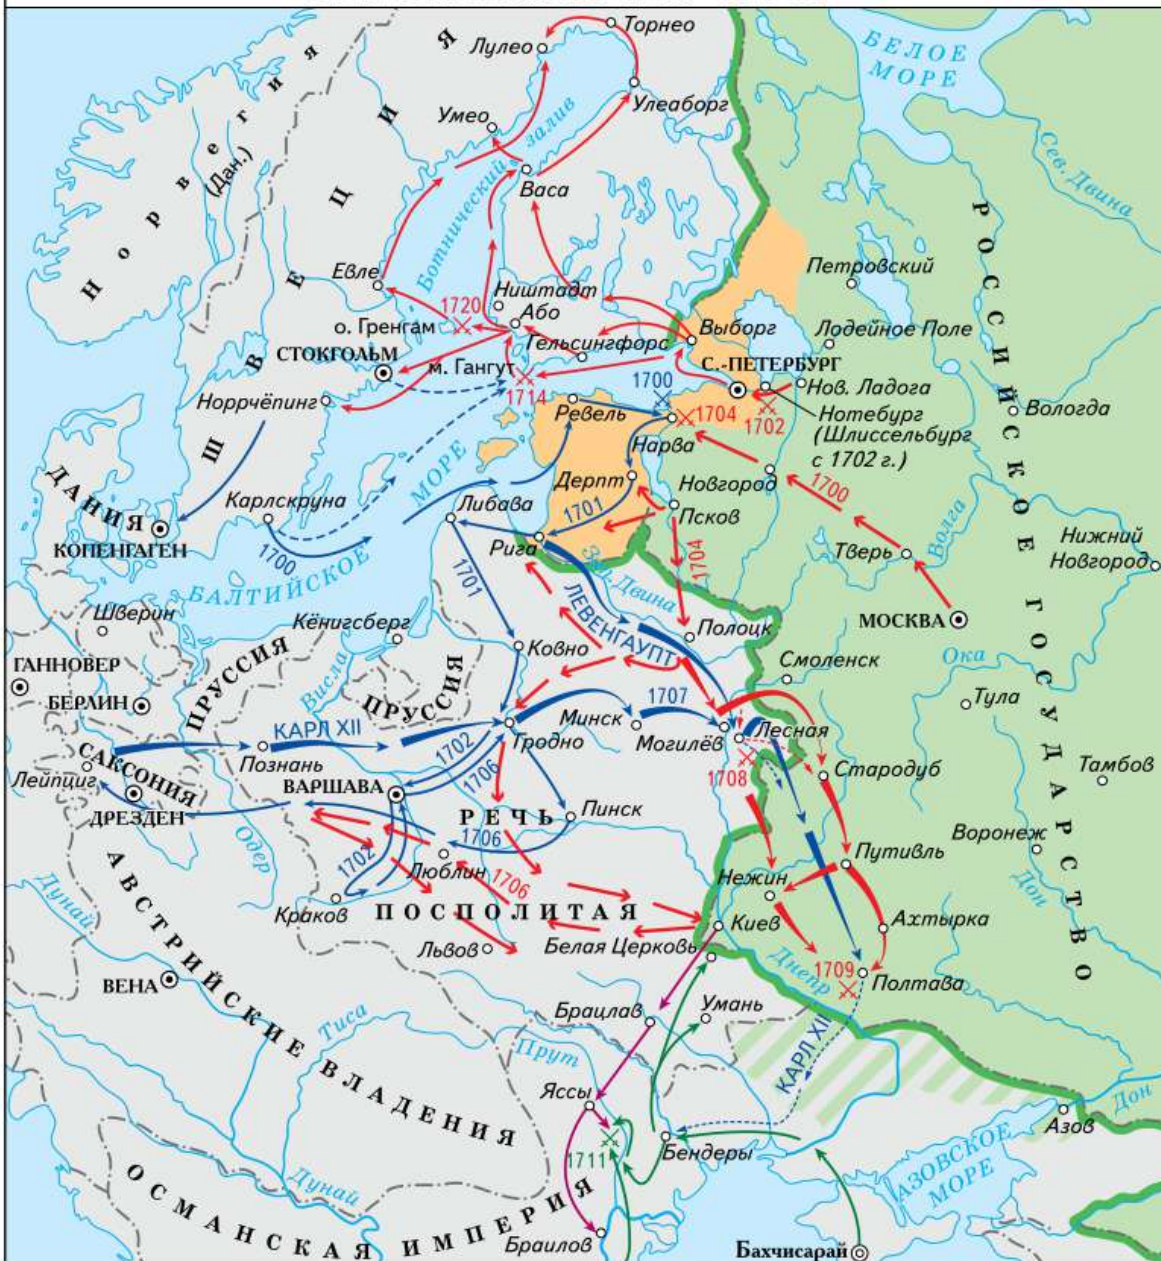 Торнео
Лулео
БЕЛОЕ
МОРЕ
Улеаборг
Умео
залив
Ботнический
Сев. Двина
Норвегия
(Дан.)
ШВЕЦИЯ
Васа
РОССИЙСКОЕ ГОСУДАРСТВО
Петровский
Евле
Ништадт
1720
Або
о. Гренгам
Выборг
Лодейное Поле
СТОКГОЛЬМ
Гельсингфорс
м. Гангут
С.-ПЕТЕРБУРГ
1714
1700
Нов. Ладога
Норрчёпинг
Ревель
1704
1702
Нотебург
(Шлиссельбург
с 1702 г.)
Вологда
Нарва
МОРЕ
БАЛТИЙСКОЕ
Дерпт
Новгород
1700
ДАНИЯ
КОПЕНГАГЕН
Карлскруна
1700
Либава
1701
Псков
Рига
1704
Тверь
Волга
Нижний
Новгород
Зап. Двина
1701
ЛЕВЕНГАУПТ
МОСКВА
Шверин
Кёнигсберг
Ковно
Полоцк
Ока
Смоленск
ГАННОВЕР
БЕРЛИН
ПРУССИЯ
Висла
ПРУССИЯ
1707
Тула
КАРЛ XII
Минск
Могилёв
Лесная
Гродно
Познань
1702
1706
1708
САКСОНИЯ
Лейпциг
ДРЕЗДЕН
ВАРШАВА
Стародуб
Тамбов
РЕЧЬ
Пинск
1706
Воронеж
Дон
Одер
1702
Люблин
1706
Путивль
Нежин
Краков
ПОСПОЛИТАЯ
Киев
Ахтырка
Дунай
Львов
Белая Церковь
Днепр
1709
Полтава
ВЕНА
АВСТРИЙСКИЕ ВЛАДЕНИЯ
Тиса
Брацлав
Умань
Прут
КАРЛ XII
Яссы
1711
Бендеры
Азов
Дон
АЗОВСКОЕ
МОРЕ
Дунай
ОСМАНСКАЯ ИМПЕРИЯ
Браилов
Бахчисарай